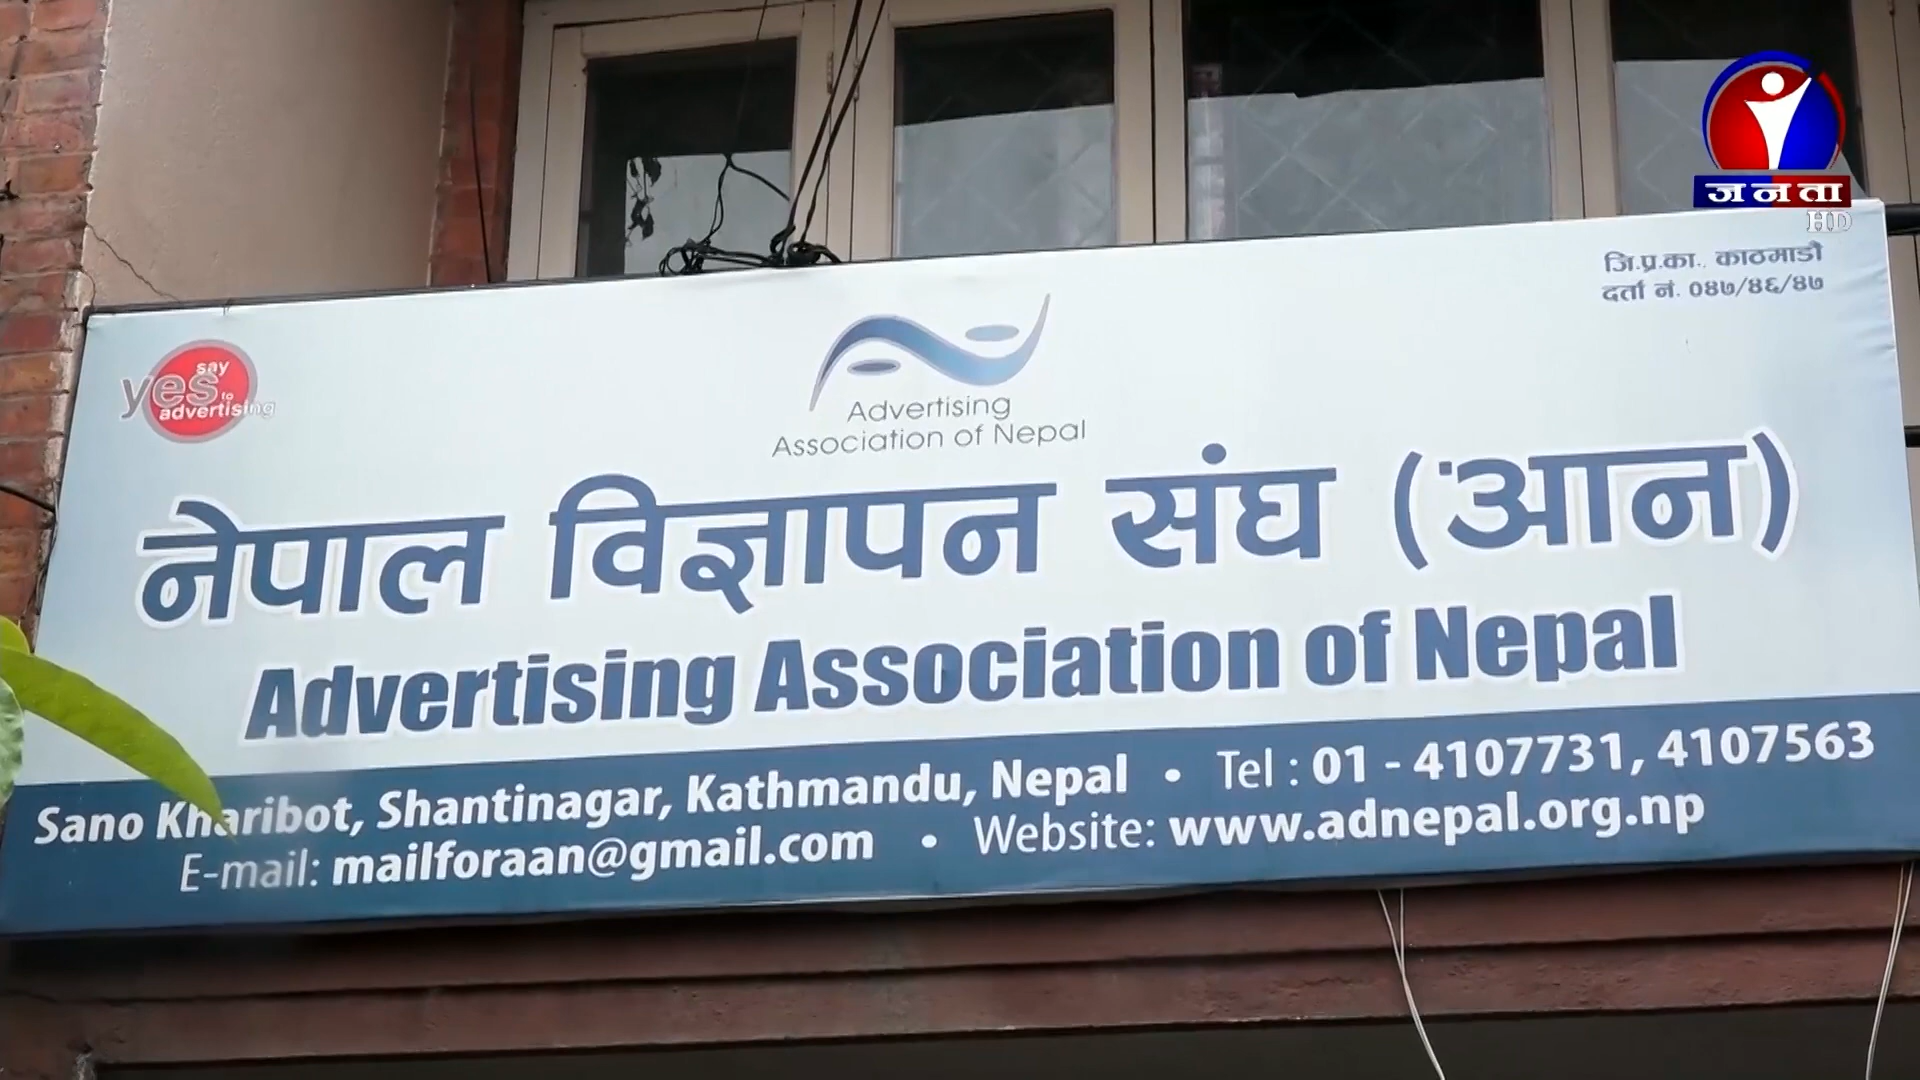 जनता
HD
जि.प्र.का. काठमाडौं
दर्ता नं. ०४७/४६/४७
say
yes to
advertising
Advertising
Association of Nepal
नेपाल विज्ञापन संघ (आन)
Advertising Association of Nepal
Sano Kharibot, Shantinagar, Kathmandu, Nepal • Tel : 01 - 4107731, 4107563
E-mail: mailforaan@gmail.com • Website: www.adnepal.org.np